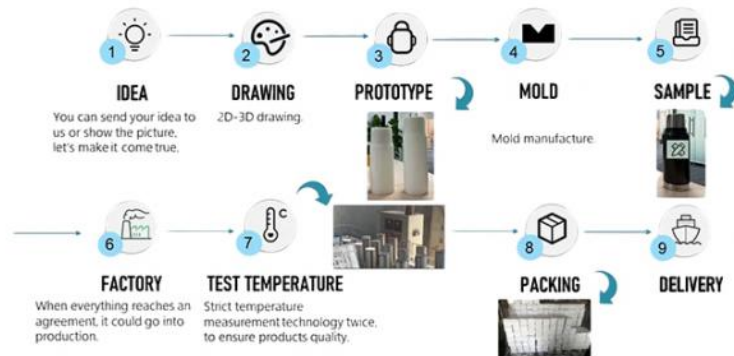 1
2
3
4
5
IDEA
DRAWING
PROTOTYPE
MOLD
SAMPLE
You can send your idea to
us or show the picture,
let's make it come true.
2D-3D drawing.
Mold manufacture.
6
7
C
8
9
FACTORY
TEST TEMPERATURE
PACKING
DELIVERY
When everything reaches an
agreement, it could go into
production.
Strict temperature
measurement technology twice,
to ensure products quality.